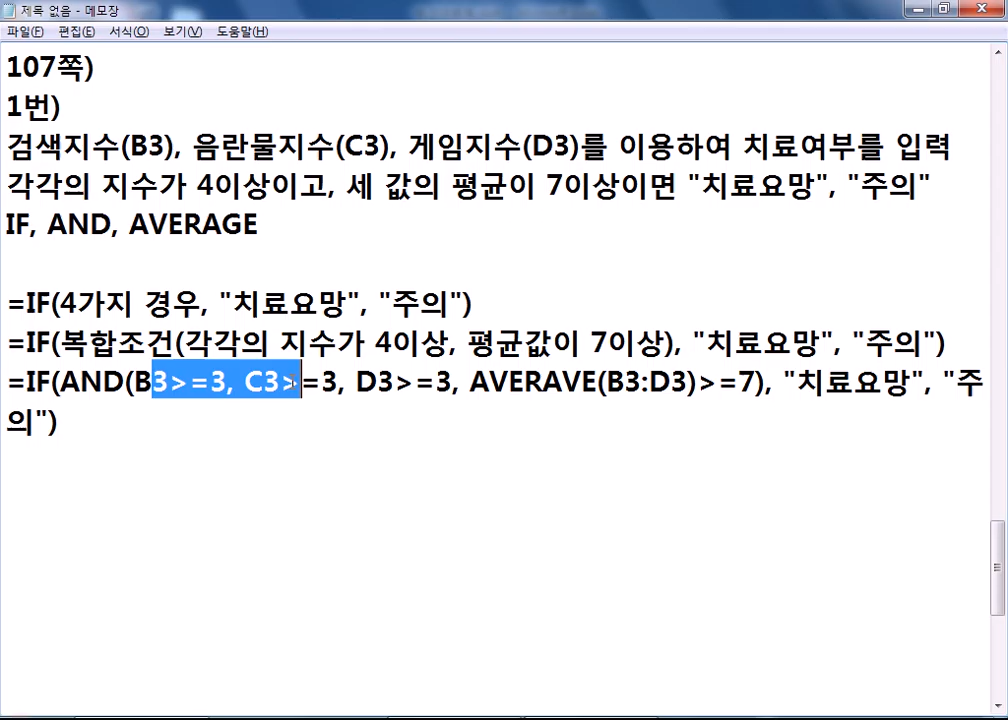 제목 없음 - 메모장
파일(F) 편집(E) 서식(O) 보기(V) 도움말(H)
107쪽)
1번)
검색지수(B3), 음란물지수(C3), 게임지수(D3)를 이용하여 치료여부를 입력
각각의 지수가 4이상이고, 세 값의 평균이 7이상이면 "치료요망", "주의"
IF, AND, AVERAGE
=IF(4가지 경우, "치료요망", "주의")
=IF(복합조건(각각의 지수가 4이상, 평균값이 7이상), "치료요망", "주의")
=IF(AND(B3>=3, C3>=3, D3>=3, AVERAVE(B3:D3)>=7), "치료요망", "주
의")